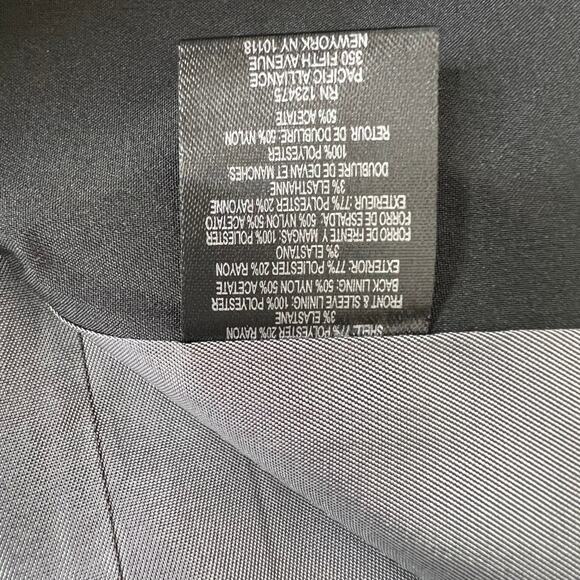 SHELL: 77% POLYESTER 20% RAYON
3% ELASTANE
FRONT & SLEEVE LINING: 100% POLYESTER
BACK LINING: 50% NYLON 50% ACETATE
EXTERIOR: 77% POLIESTER 20% RAYON
3% ELASTANO
FORRO DE FRENTE Y MANGAS: 100% POLIESTER
FORRO DE ESPALDA: 50% NYLON 50% ACETATO
EXTERIEUR: 77% POLYESTER 20% RAYONNE
3% ELASTHANNE
DOUBLURE DE DEVAN ET MANCHES:
100% POLYESTER
RETOUR DE DOUBLURE: 50% NYLON
50% ACETATE
RN 123475
PACIFIC ALLIANCE
350 FIFTH AVENUE
NEWYORK NY 10118